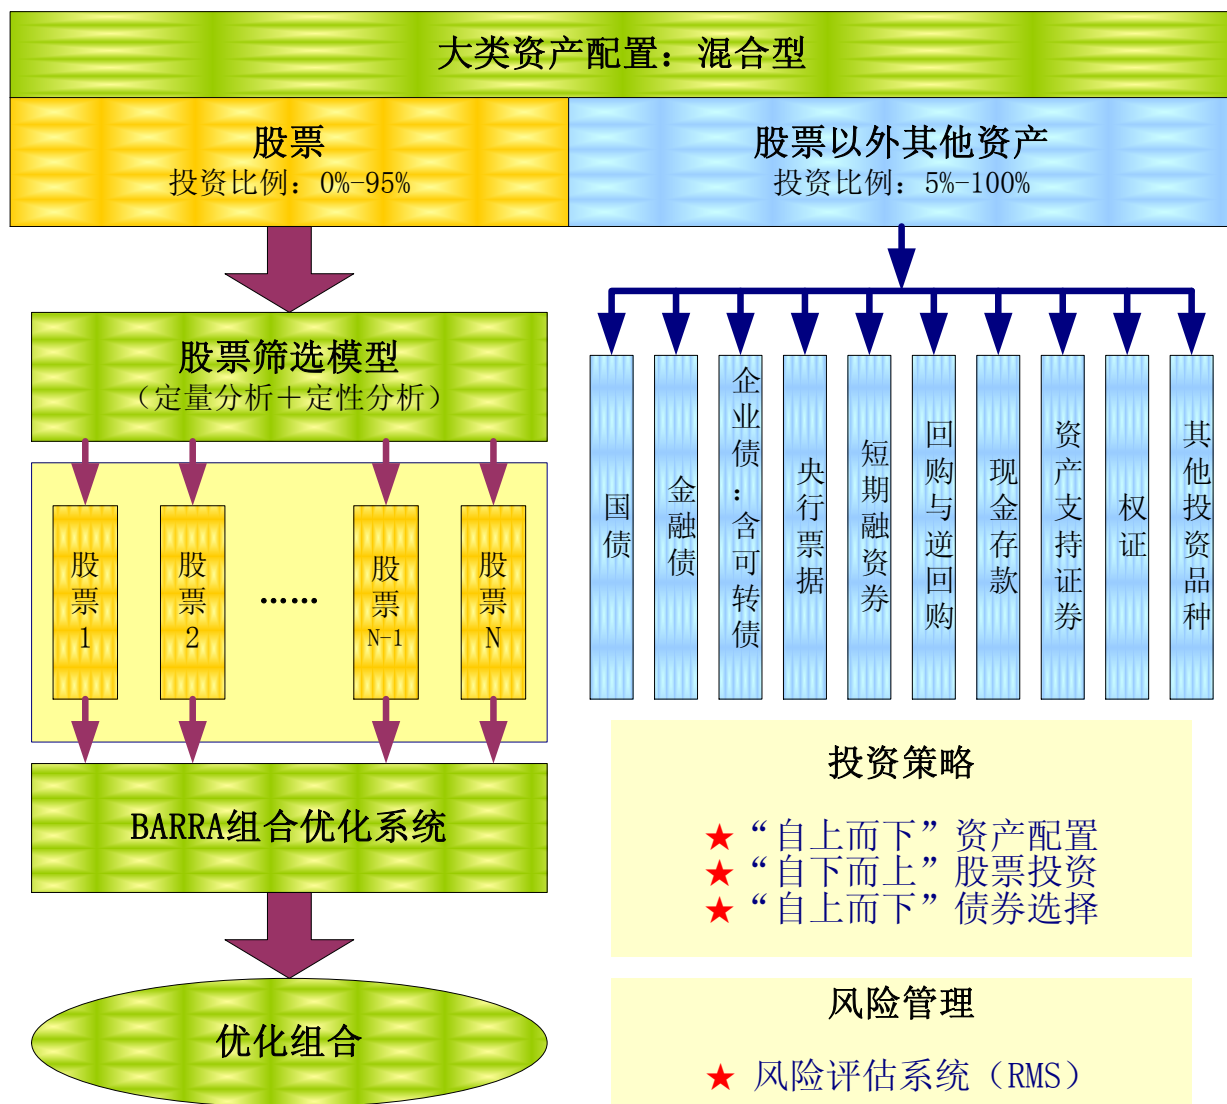 大类资产配置：混合型
股票
投资比例：0%-95%
股票以外其他资产
投资比例：5%-100%
股票筛选模型
（定量分析＋定性分析）
股票1
股票2
……
股票N-1
股票N
BARRA组合优化系统
优化组合
国债
金融债
企业债：含可转债
央行票据
短期融资券
回购与逆回购
现金存款
资产支持证券
权证
其他投资品种
投资策略
★“自上而下”资产配置
★“自下而上”股票投资
★“自上而下”债券选择
风险管理
★ 风险评估系统（RMS）